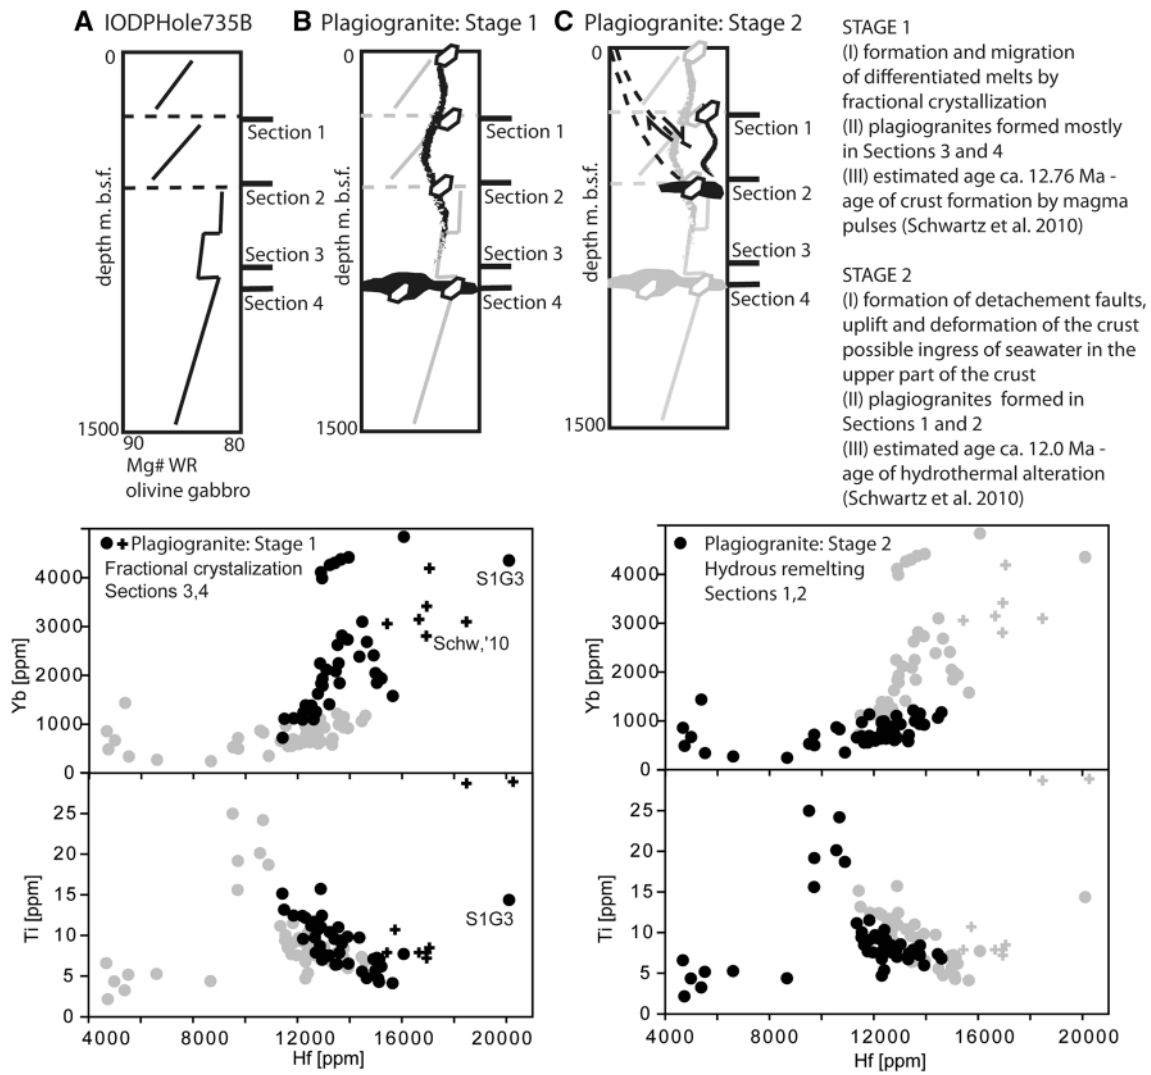 A IODPHole735B
0
Section 1
Section 2
Section 3
Section 4
depth m. b.s.f.
1500
90 80
Mg# WR
olivine gabbro
B Plagiogranite: Stage 1
0
Section 1
Section 2
Section 3
Section 4
depth m. b.s.f.
1500
C Plagiogranite: Stage 2
0
Section 1
Section 2
Section 3
Section 4
depth m. b.s.f.
1500
STAGE 1
(I) formation and migration
of differentiated melts by
fractional crystallization
(II) plagiogranites formed mostly
in Sections 3 and 4
(III) estimated age ca. 12.76 Ma -
age of crust formation by magma
pulses (Schwartz et al. 2010)
STAGE 2
(I) formation of detachement faults,
uplift and deformation of the crust
possible ingress of seawater in the
upper part of the crust
(II) plagiogranites formed in
Sections 1 and 2
(III) estimated age ca. 12.0 Ma -
age of hydrothermal alteration
(Schwartz et al. 2010)
Plagiogranite: Stage 1
Fractional crystalization
Sections 3,4
S1G3
Schw,'10
Yb [ppm]
4000
3000
2000
1000
0
S1G3
Ti [ppm]
25
20
15
10
5
0
4000 8000 12000 16000 20000
Hf [ppm]
Plagiogranite: Stage 2
Hydrous remelting
Sections 1,2
Yb [ppm]
4000
3000
2000
1000
0
Ti [ppm]
25
20
15
10
5
0
4000 8000 12000 16000 20000
Hf [ppm]